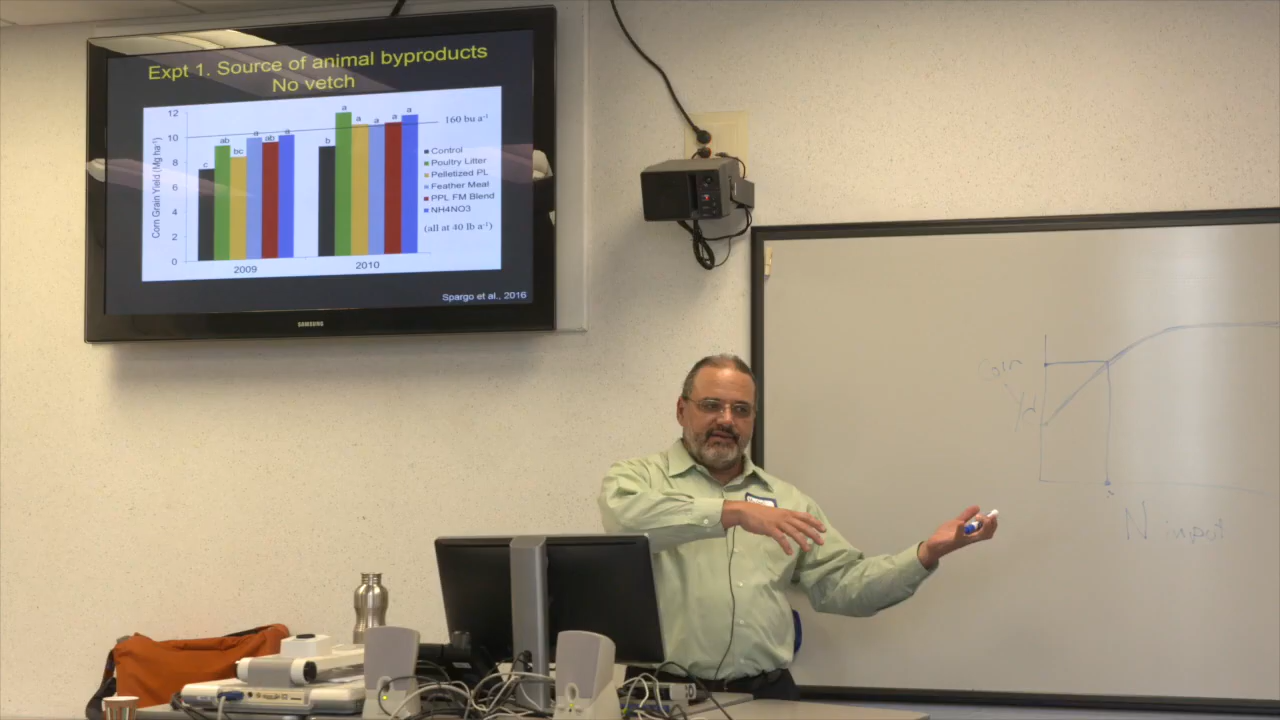 Expt 1. Source of animal byproducts
No vetch
12
10
8
6
4
2
0
Corn Grain Yield (Mg ha⁻¹)
c
ab
bc
a
ab
a
b
a
a
a
a
a
160 bu a⁻¹
Control
Poultry Litter
Pelletized PL
Feather Meal
PPL FM Blend
NH4NO3
(all at 40 lb a⁻¹)
2009
2010
Spargo et al., 2016
SAMSUNG
Corn
Yld
N input